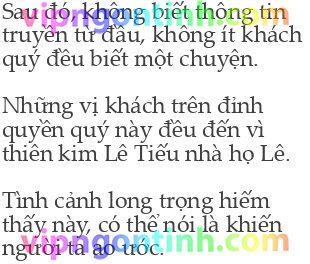 Sau đó, không biết thông tin
truyền từ đâu, không ít khách
quý đều biết một chuyện.
Những vị khách trên đỉnh
quyền quý này đều đến vì
thiên kim Lê Tiếu nhà họ Lê.
Tình cảnh long trọng hiếm
thấy này, có thể nói là khiến
người ta ao ước.
vipngontinh.com
vipngontinh.com